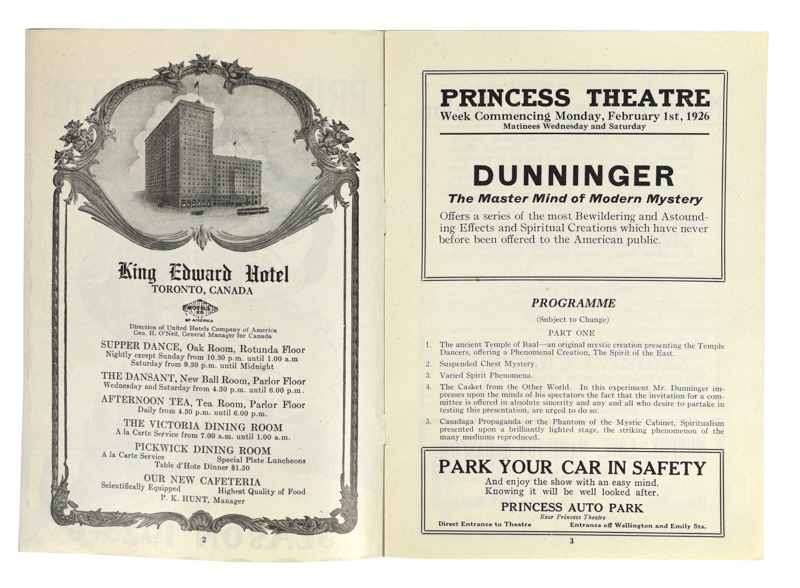 King Edward Hotel
TORONTO, CANADA
HOTELS
CO.
OF AMERICA
Direction of United Hotels Company of America
Geo. H. O'Neil, General Manager for Canada
SUPPER DANCE, Oak Room, Rotunda Floor
Nightly except Sunday from 10.30 p.m. until 1.00 a.m
Saturday from 9.30 p.m. until Midnight
THE DANSANT, New Ball Room, Parlor Floor
Wednesday and Saturday from 4.30 p.m. until 6.00 p.m.
AFTERNOON TEA, Tea Room, Parlor Floor
Daily from 4.30 p.m. until 6.00 p.m.
THE VICTORIA DINING ROOM
A la Carte Service from 7.00 a.m. until 1.00 a.m.
PICKWICK DINING ROOM
A la Carte Service Special Plate Luncheons
Table d'Hote Dinner $1.50
OUR NEW CAFETERIA
Scientifically Equipped Highest Quality of Food
P. K. HUNT, Manager
2
PRINCESS THEATRE
Week Commencing Monday, February 1st, 1926
Matinees Wednesday and Saturday
DUNNINGER
The Master Mind of Modern Mystery
Offers a series of the most Bewildering and Astound-
ing Effects and Spiritual Creations which have never
before been offered to the American public.
PROGRAMME
(Subject to Change)
PART ONE
1. The ancient Temple of Baal—an original mystic creation presenting the Temple
Dancers, offering a Phenomenal Creation, The Spirit of the East.
2. Suspended Chest Mystery.
3. Varied Spirit Phenomena.
4. The Casket from the Other World. In this experiment Mr. Dunninger im-
presses upon the minds of his spectators the fact that the invitation for a com-
mittee is offered in absolute sincerity and any and all who desire to partake in
testing this presentation, are urged to do so.
5. Casadaga Propaganda or the Phantom of the Mystic Cabinet, Spiritualism
presented upon a brilliantly lighted stage, the striking phenomenon of the
many mediums reproduced.
PARK YOUR CAR IN SAFETY
And enjoy the show with an easy mind.
Knowing it will be well looked after.
PRINCESS AUTO PARK
Rear Princess Theatre
Direct Entrance to Theatre Entrance off Wellington and Emily Sts.
3